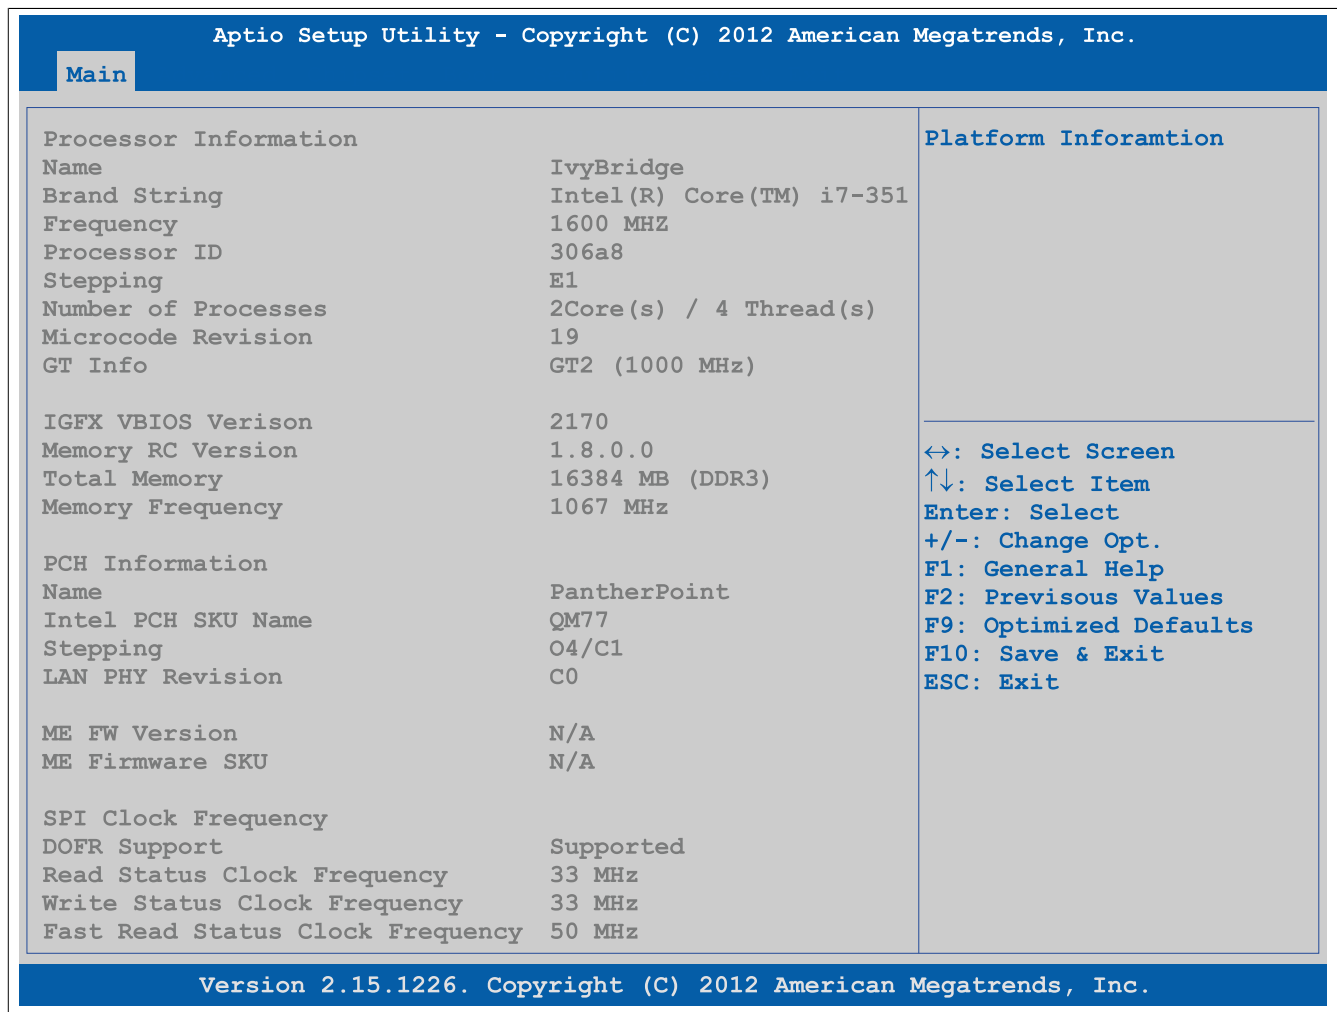 Aptio Setup Utility - Copyright (C) 2012 American Megatrends, Inc.
Main
Processor Information
Name IvyBridge
Brand String Intel(R) Core(TM) i7-351
Frequency 1600 MHZ
Processor ID 306a8
Stepping E1
Number of Processes 2Core(s) / 4 Thread(s)
Microcode Revision 19
GT Info GT2 (1000 MHz)
IGFX VBIOS Verison 2170
Memory RC Version 1.8.0.0
Total Memory 16384 MB (DDR3)
Memory Frequency 1067 MHz
PCH Information
Name PantherPoint
Intel PCH SKU Name QM77
Stepping O4/C1
LAN PHY Revision C0
ME FW Version N/A
ME Firmware SKU N/A
SPI Clock Frequency
DOFR Support Supported
Read Status Clock Frequency 33 MHz
Write Status Clock Frequency 33 MHz
Fast Read Status Clock Frequency 50 MHz
Platform Inforamtion
↔: Select Screen
↑↓: Select Item
Enter: Select
+/-: Change Opt.
F1: General Help
F2: Previsous Values
F9: Optimized Defaults
F10: Save & Exit
ESC: Exit
Version 2.15.1226. Copyright (C) 2012 American Megatrends, Inc.